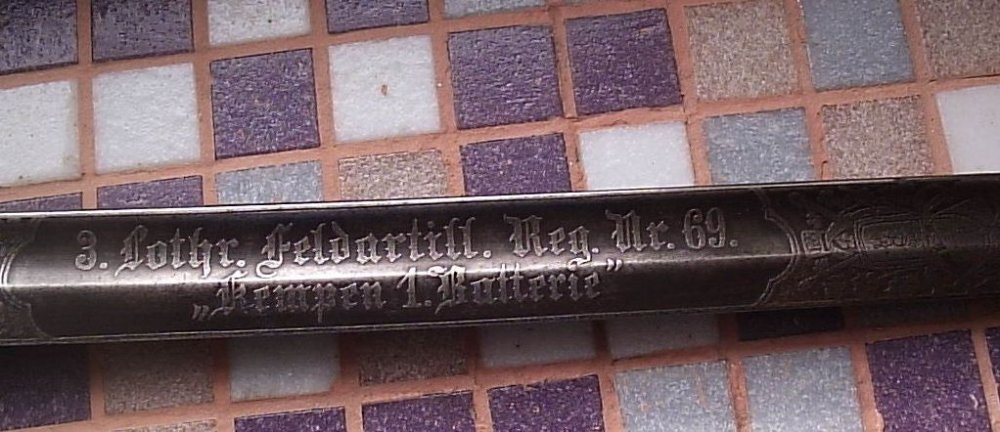 3. Lothr. Feldartill. Reg. Nr. 69.
„Kempen 1. Batterie”